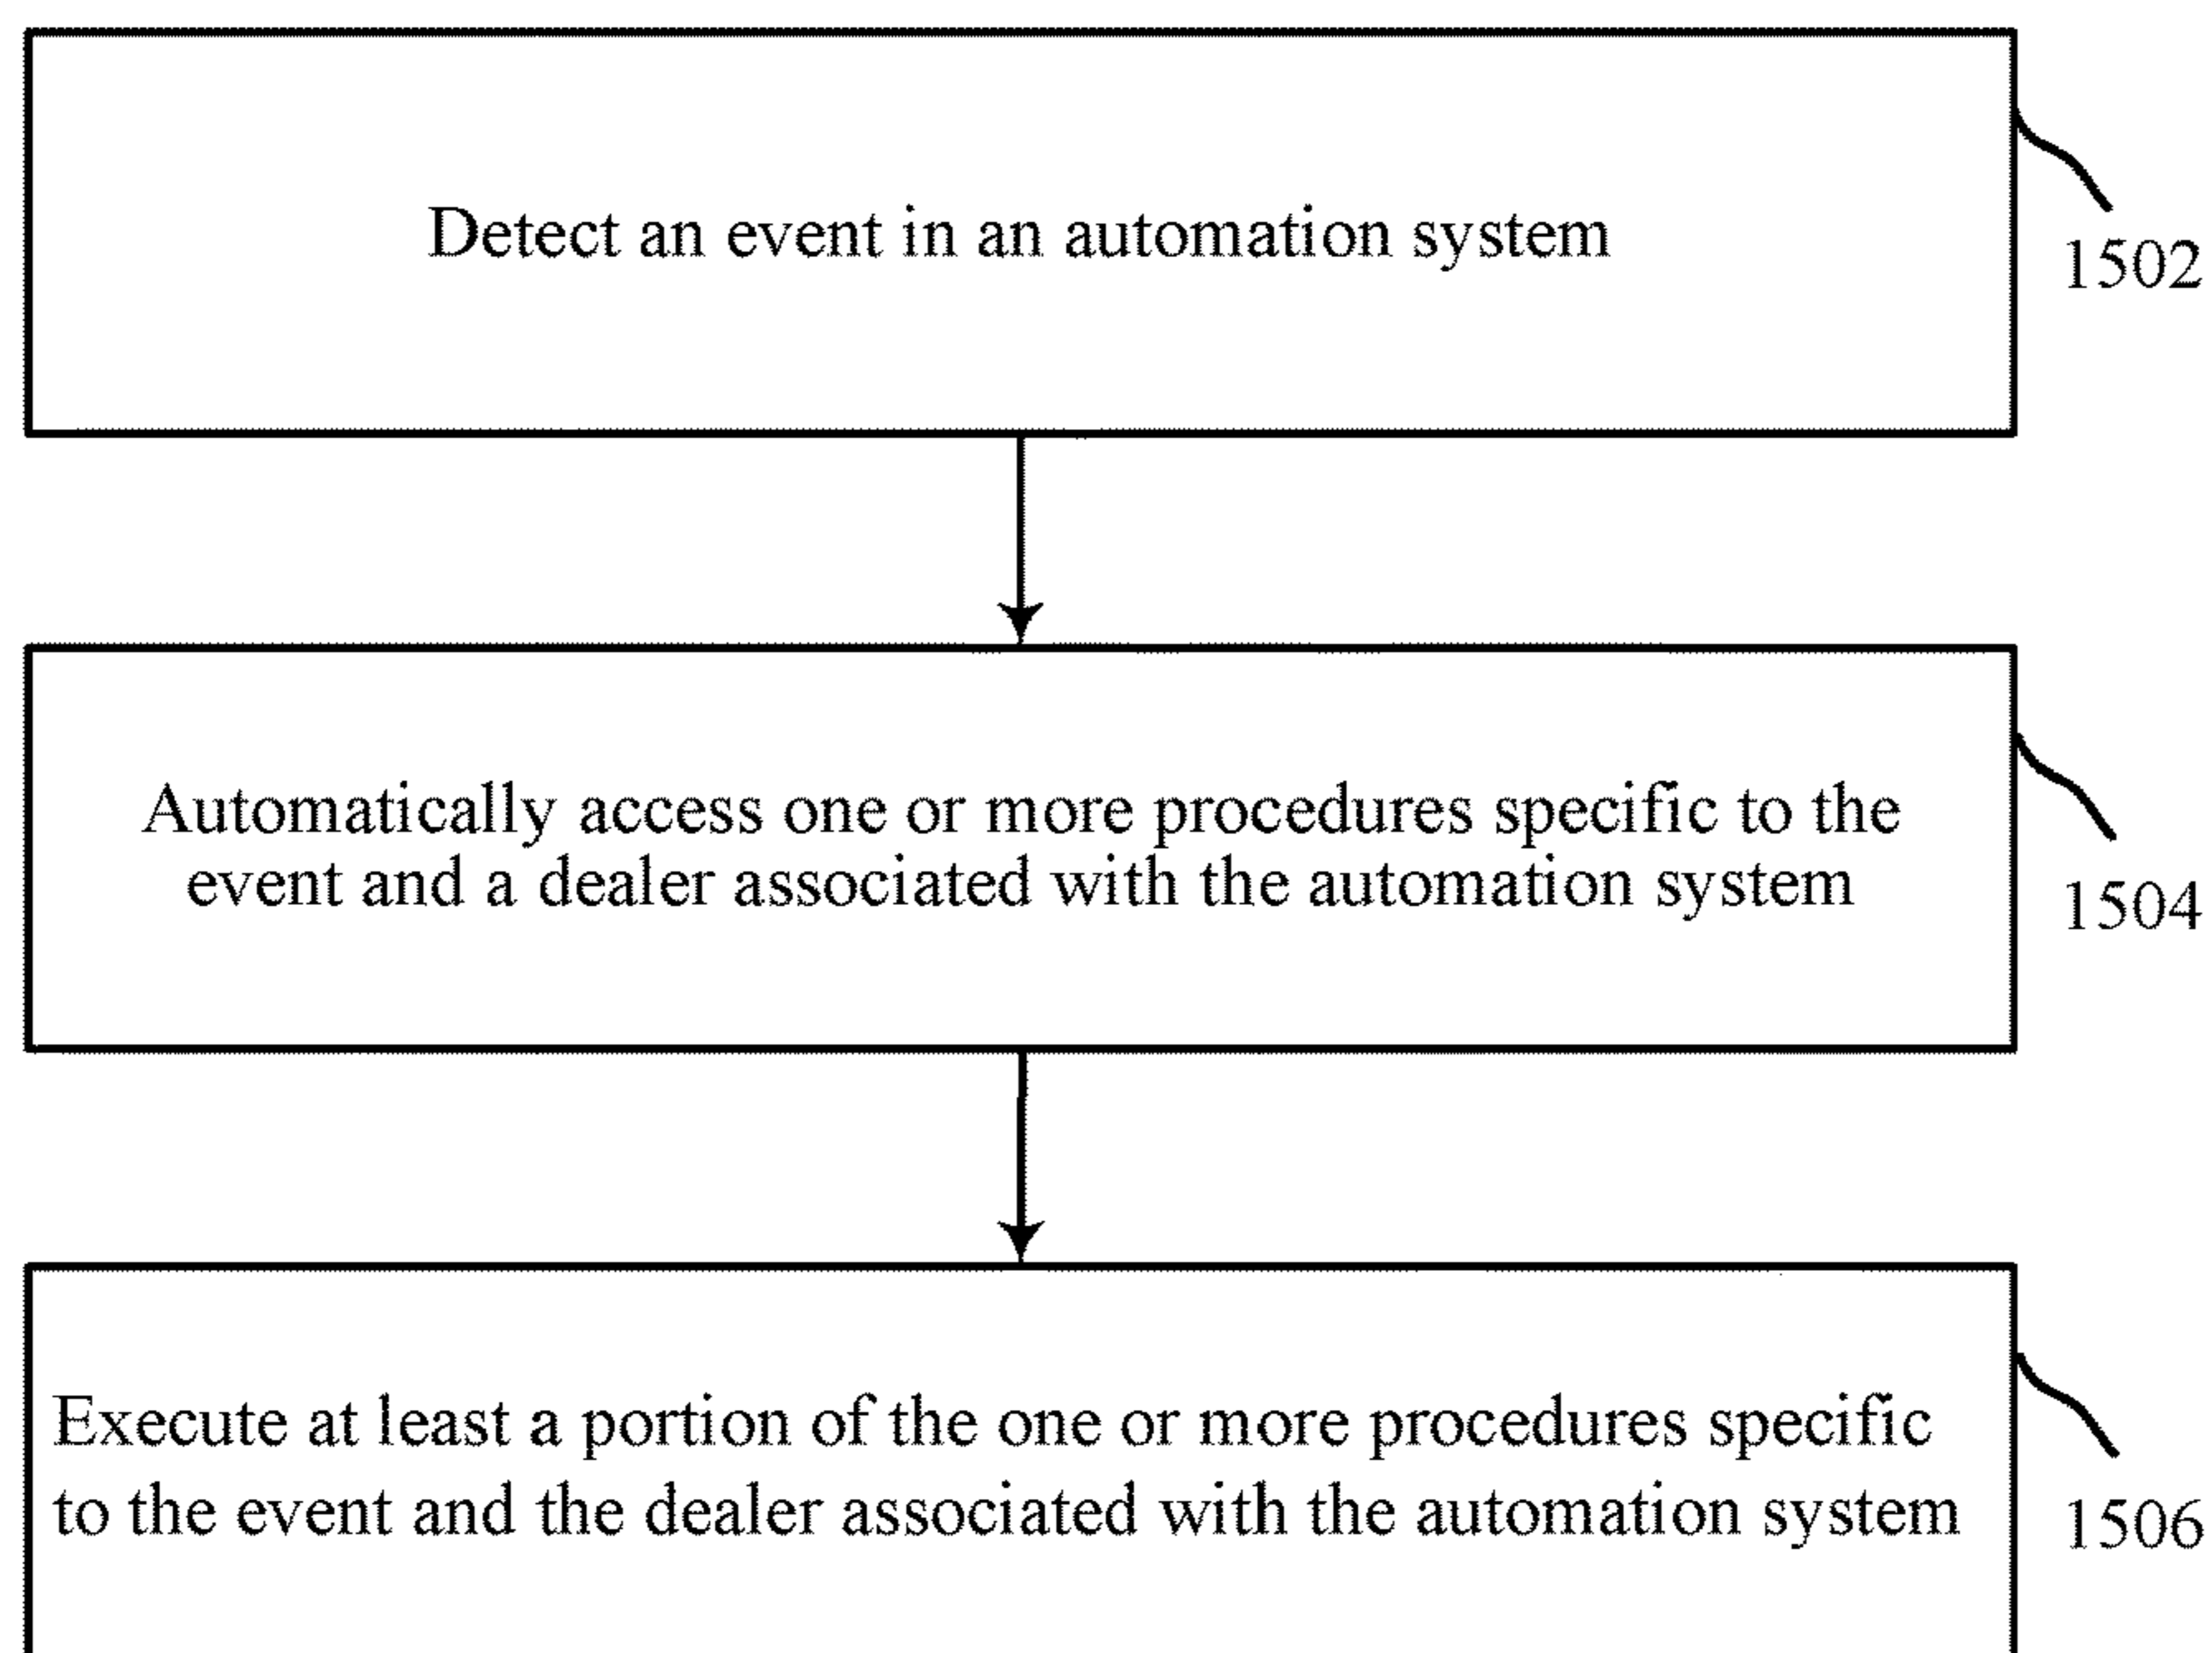 Detect an event in an automation system
1502
Automatically access one or more procedures specific to the
event and a dealer associated with the automation system
1504
Execute at least a portion of the one or more procedures specific
to the event and the dealer associated with the automation system
1506